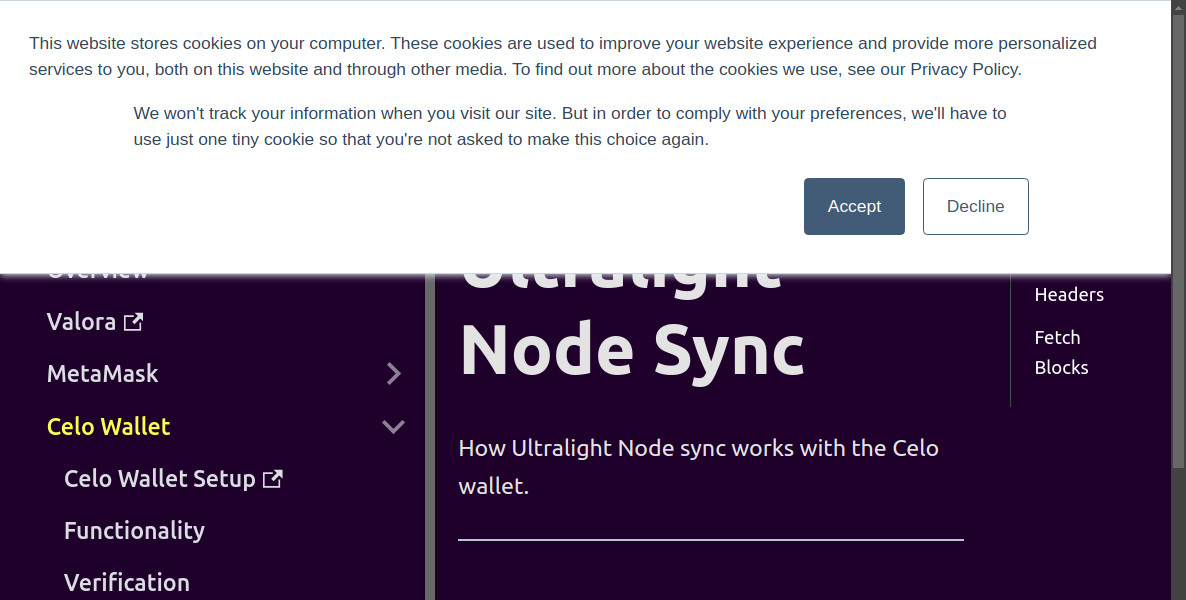 This website stores cookies on your computer. These cookies are used to improve your website experience and provide more personalized
services to you, both on this website and through other media. To find out more about the cookies we use, see our Privacy Policy.
We won't track your information when you visit our site. But in order to comply with your preferences, we'll have to
use just one tiny cookie so that you're not asked to make this choice again.
Accept
Decline
Overview
Valora
MetaMask
Celo Wallet
Celo Wallet Setup
Functionality
Verification
Ultralight
Node Sync
How Ultralight Node sync works with the Celo
wallet.
Headers
Fetch
Blocks